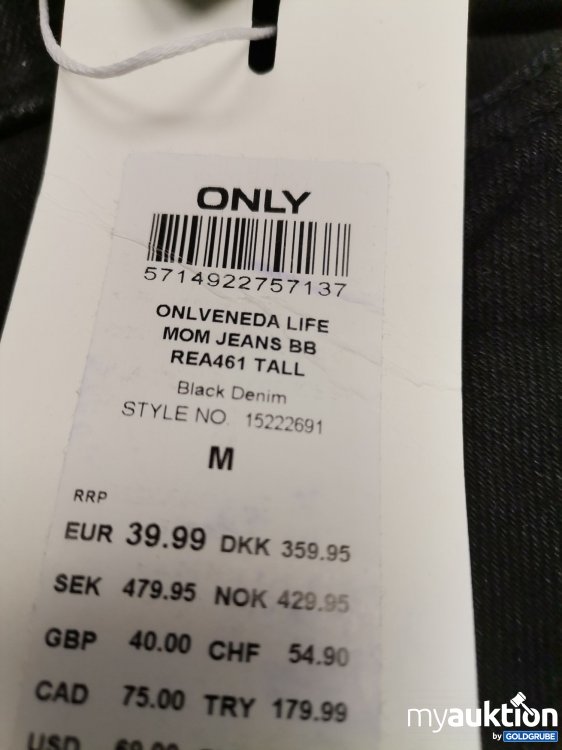 ONLY
5714922757137
ONLVENEDA LIFE
MOM JEANS BB
REA461 TALL
Black Denim
STYLE NO. 15222691
M
RRP
EUR 39.99 DKK 359.95
SEK 479.95 NOK 429.95
GBP 40.00 CHF 54.90
CAD 75.00 TRY 179.99
USD
myauktion
by GOLDGRUBE